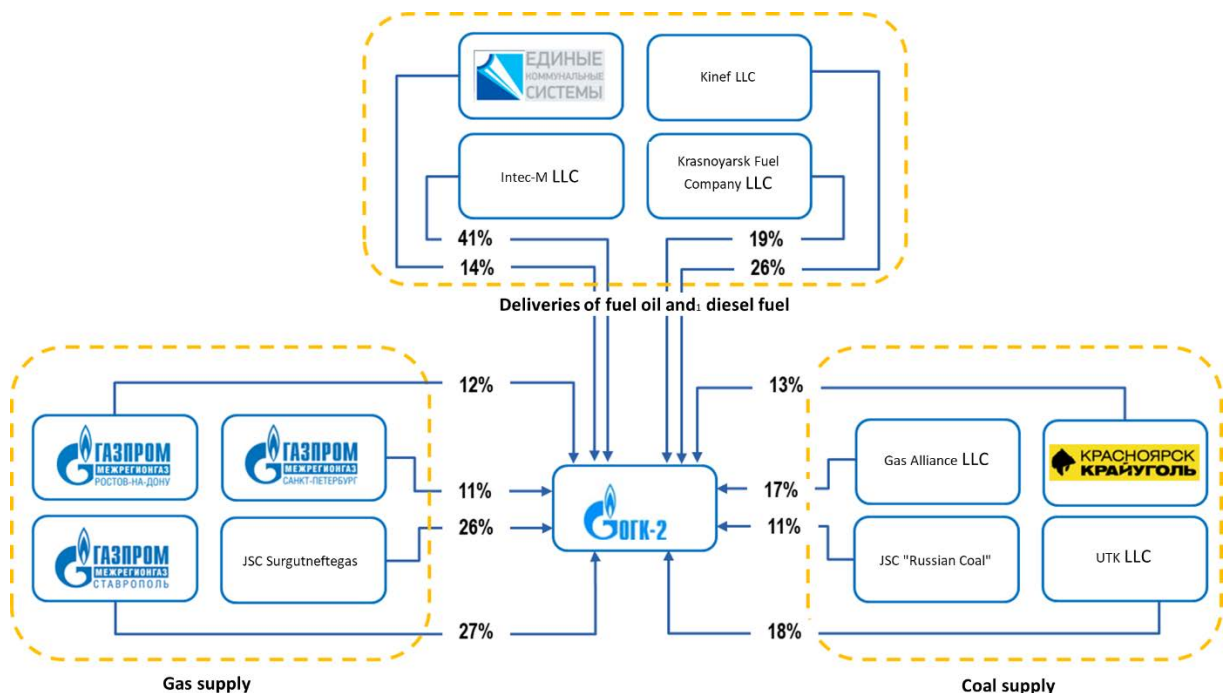 ЕДИНЫЕ
КОММУНАЛЬНЫЕ
СИСТЕМЫ
Kinef LLC
Intec-M LLC
Krasnoyarsk Fuel
Company LLC
41%
19%
14%
26%
Deliveries of fuel oil and₁ diesel fuel
12%
13%
ГАЗПРОМ
МЕЖРЕГИОНГАЗ
РОСТОВ-НА-ДОНУ
ГАЗПРОМ
МЕЖРЕГИОНГАЗ
САНКТ-ПЕТЕРБУРГ
11%
ОГК-2
17%
Gas Alliance LLC
КРАСНОЯРСК
КРАЙУГОЛЬ
ГАЗПРОМ
МЕЖРЕГИОНГАЗ
СТАВРОПОЛЬ
JSC Surgutneftegas
26%
11%
JSC "Russian Coal"
UTK LLC
27%
18%
Gas supply
Coal supply